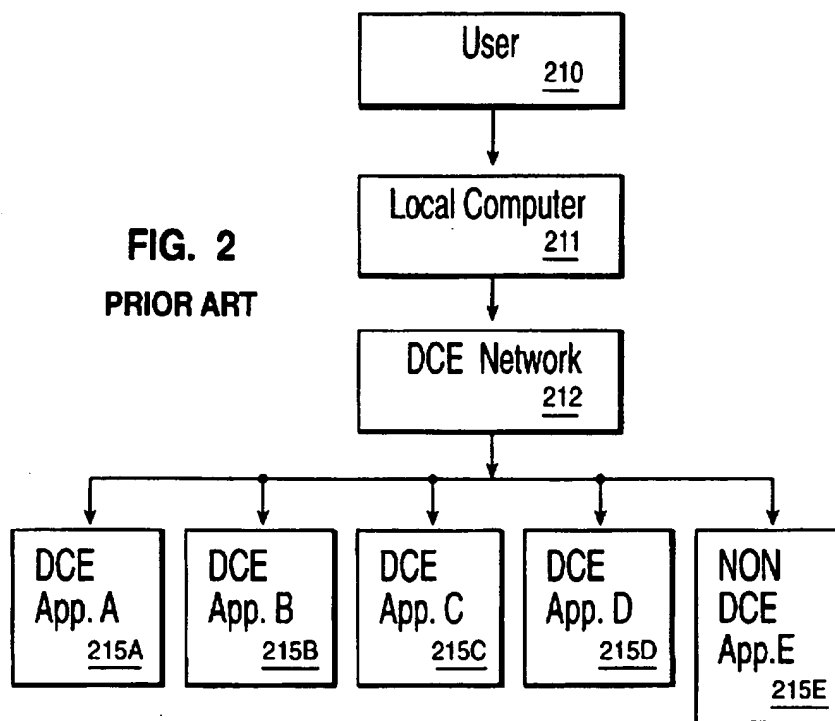 User
210
Local Computer
211
FIG. 2
PRIOR ART
DCE Network
212
DCE
App. A
215A
DCE
App. B
215B
DCE
App. C
215C
DCE
App. D
215D
NON
DCE
App.E
215E